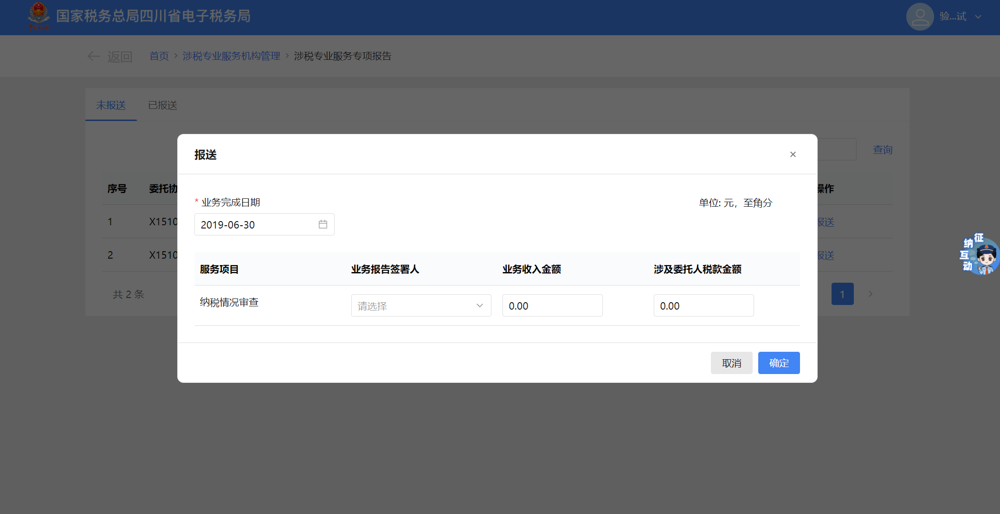 国家税务总局四川省电子税务局
验...试
返回 首页 > 涉税专业服务机构管理 > 涉税专业服务专项报告
未报送 已报送
查询
报送
×
* 业务完成日期
单位: 元，至角分
2019-06-30
序号 委托协 操作
1 X1510 报送
2 X1510 报送
服务项目 业务报告签署人 业务收入金额 涉及委托人税款金额
纳税情况审查 请选择 0.00 0.00
共 2 条
1
取消 确定
征纳互动